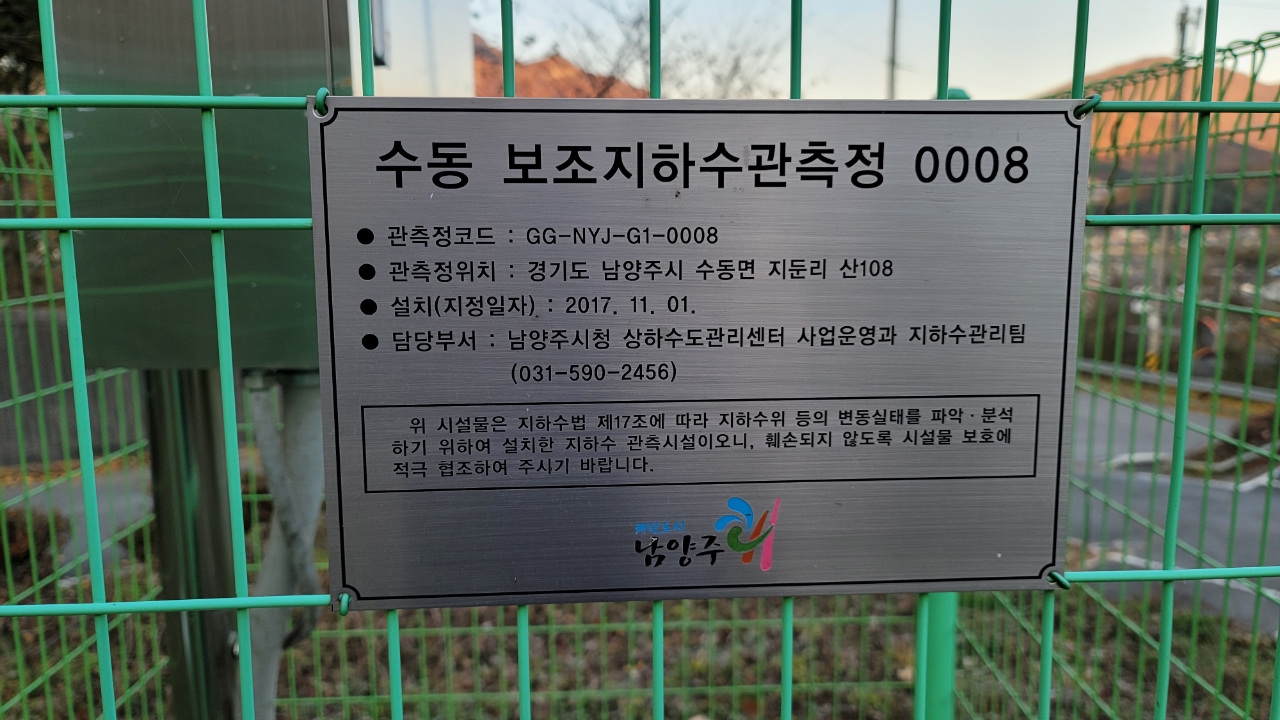 수동 보조지하수관측정 0008
● 관측정코드 : GG-NYJ-G1-0008
● 관측정위치 : 경기도 남양주시 수동면 지둔리 산108
● 설치(지정일자) : 2017. 11. 01.
● 담당부서 : 남양주시청 상하수도관리센터 사업운영과 지하수관리팀
(031-590-2456)
위 시설물은 지하수법 제17조에 따라 지하수위 등의 변동실태를 파악·분석
하기 위하여 설치한 지하수 관측시설이오니, 훼손되지 않도록 시설물 보호에
적극 협조하여 주시기 바랍니다.
남양주